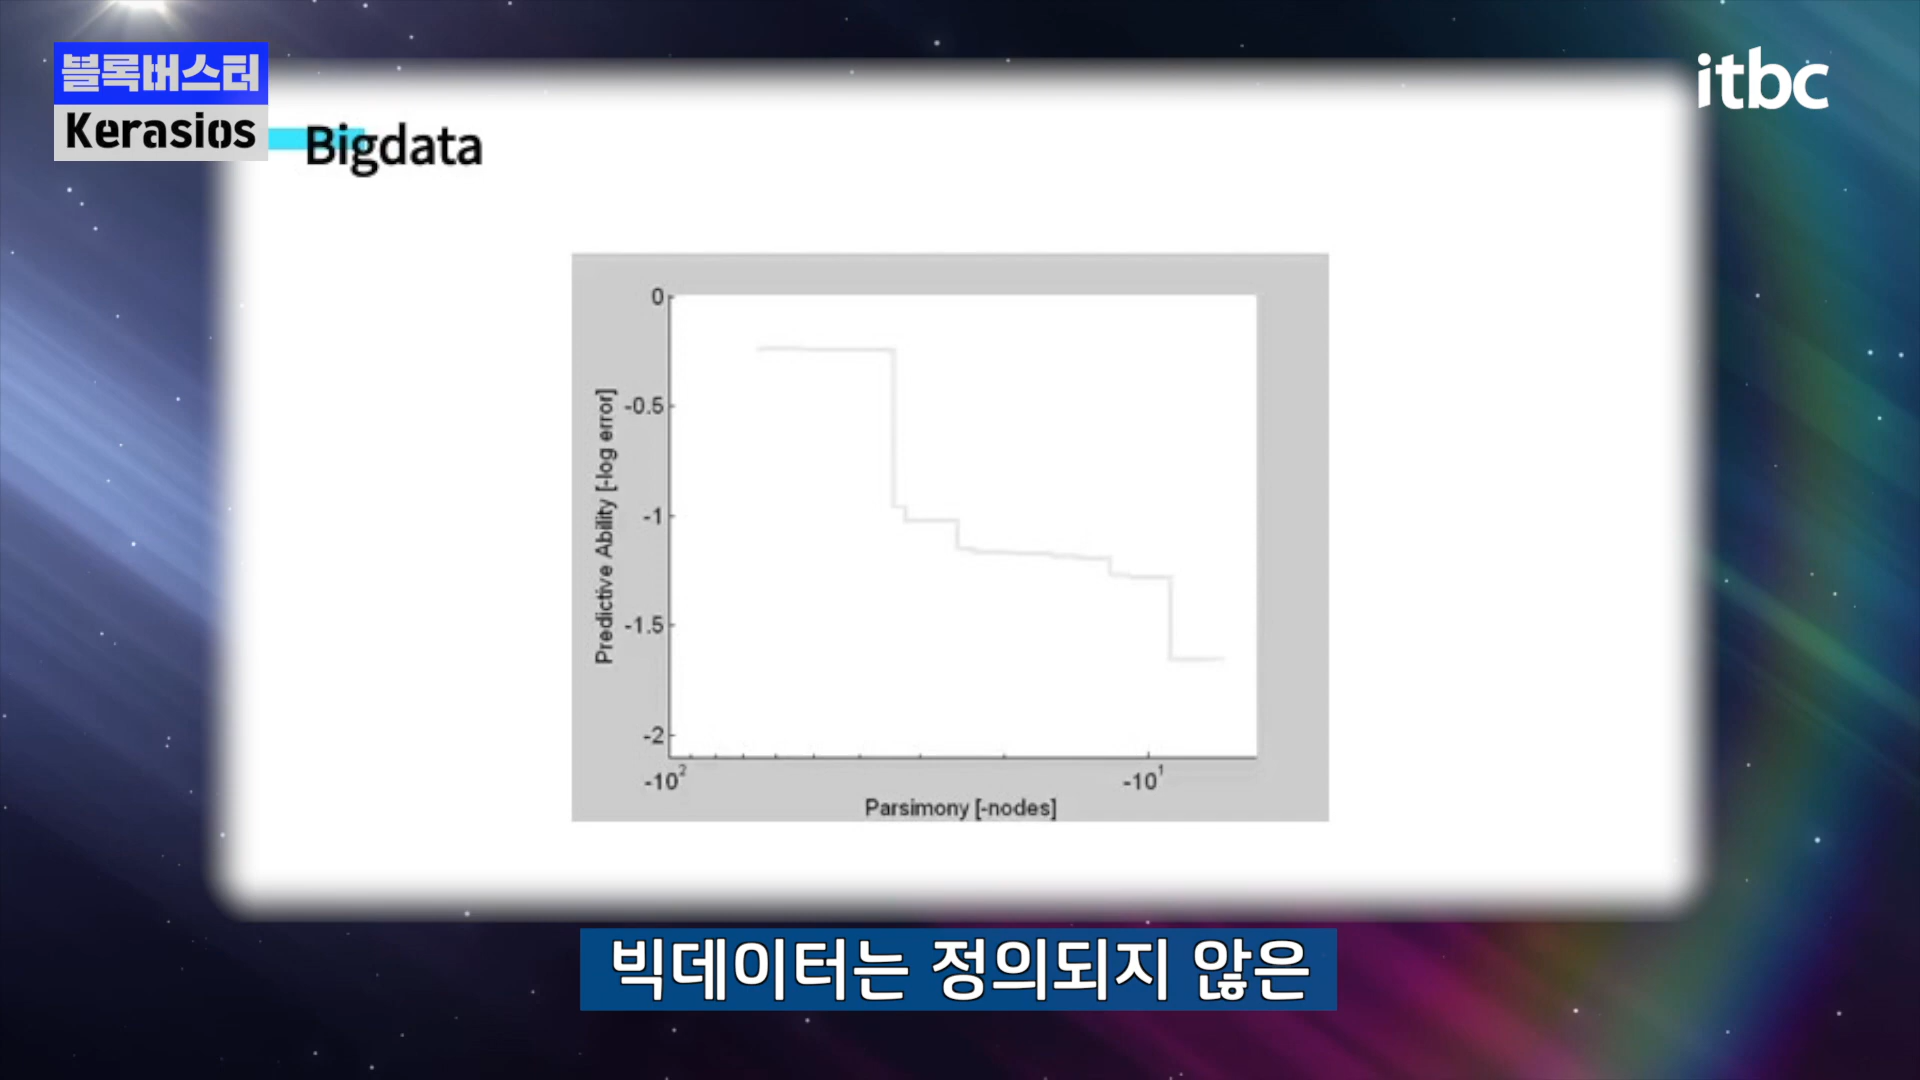 블록버스터
Kerasios
itbc
Bigdata
0
-0.5
-1
-1.5
-2
Predictive Ability [-log error]
-10²
-10¹
Parsimony [-nodes]
빅데이터는 정의되지 않은